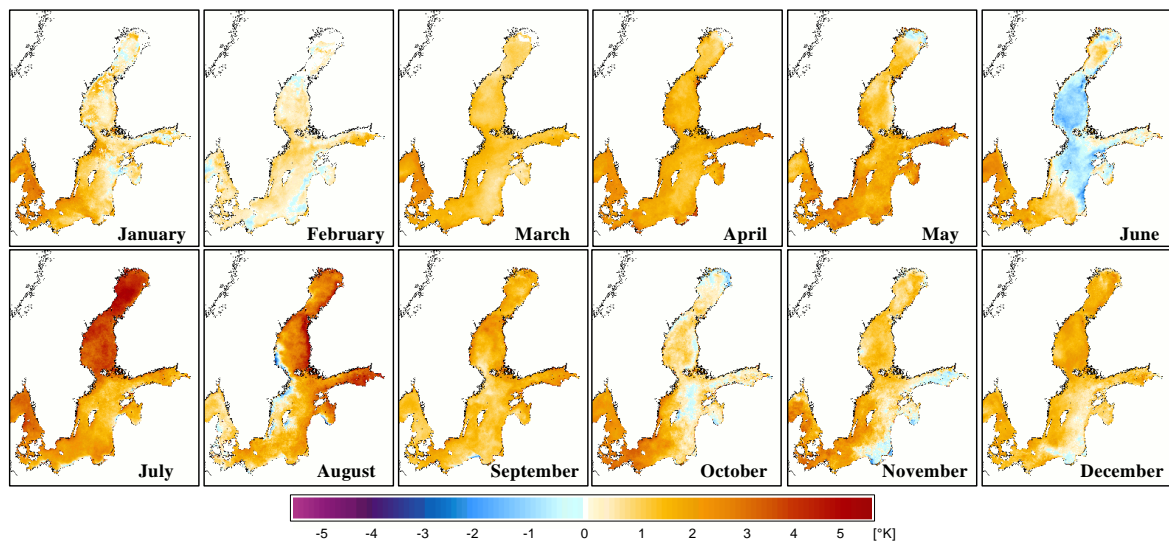 January
February
March
April
May
June
July
August
September
October
November
December
-5 -4 -3 -2 -1 0 1 2 3 4 5 [°K]